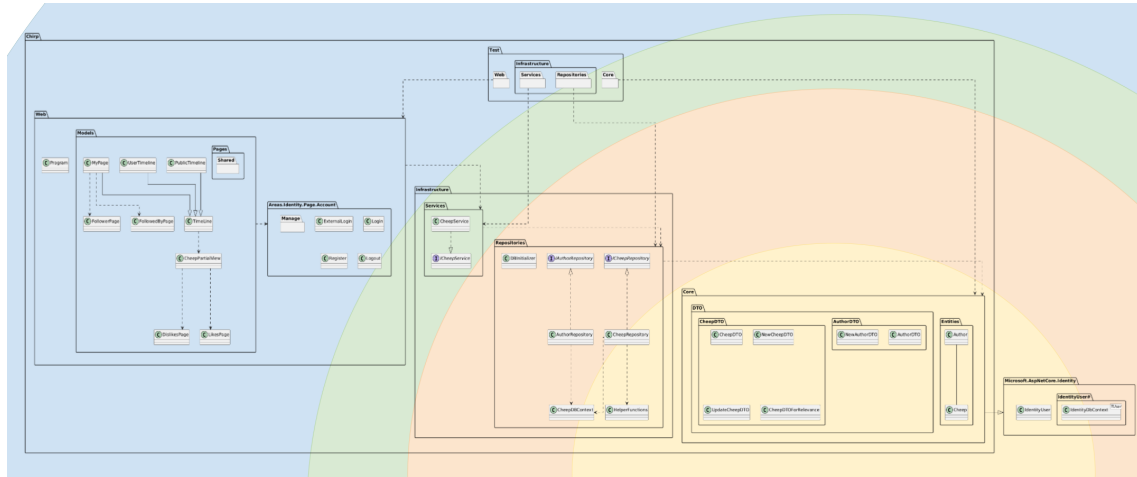 Chirp
Test
Infrastructure
Web
Services
Repositories
Core
Web
Models
Pages
Shared
Program
MyPage
UserTimeline
PublicTimeline
FollowerPage
FollowedByPage
TimeLine
CheepPartialView
DislikesPage
LikesPage
Areas.Identity.Page.Account
Manage
ExternalLogin
Login
Register
Logout
Infrastructure
Services
CheepService
ICheepService
Repositories
DBInitializer
IAuthorRepository
ICheepRepository
AuthorRepository
CheepRepository
CheepDBContext
HelperFunctions
Core
DTO
CheepDTO
CheepDTO
NewCheepDTO
UpdateCheepDTO
CheepDTOForRelevance
AuthorDTO
NewAuthorDTO
AuthorDTO
Entities
Author
Cheep
Microsoft.AspNetCore.Identity
IdentityUser
IdentityDbContext